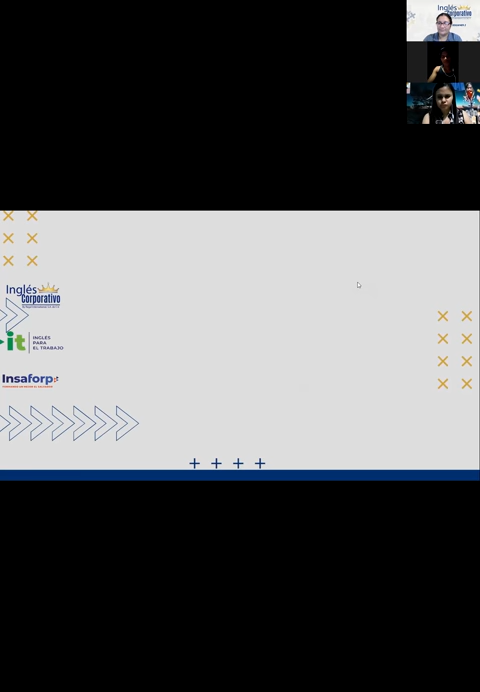 Inglés
Corporativo
Inglés
Corporativo
it
INGLES
PARA
EL TRABAJO
Insaforp